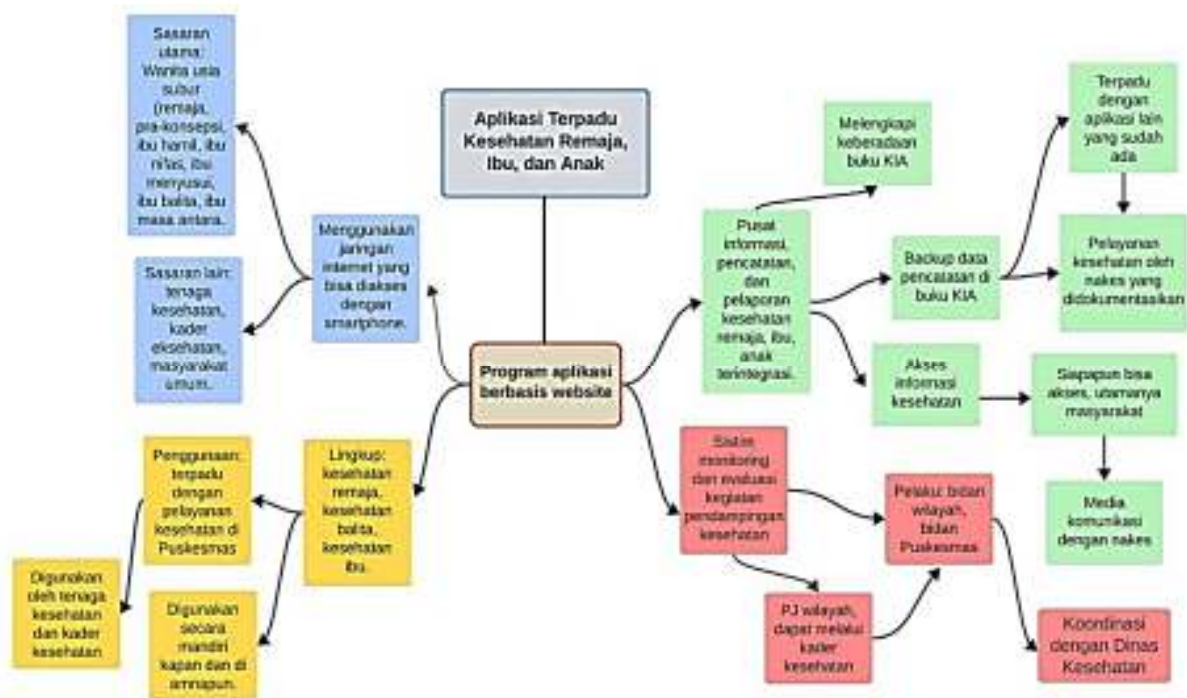 Sasaran
utama:
Wanita usia
subur
(remaja,
pra-konsepsi,
ibu hamil, ibu
nifas, ibu
menyusui,
ibu balita, ibu
masa antara.
Sasaran lain:
tenaga
kesehatan,
kader
eksehatan,
masyarakat
umum.
Menggunakan
jaringan
internet yang
bisa diakses
dengan
smartphone.
Aplikasi Terpadu
Kesehatan Remaja,
Ibu, dan Anak
Program aplikasi
berbasis website
Melengkapi
keberadaan
buku KIA
Pusat
informasi,
pencatatan,
dan
pelaporan
kesehatan
remaja, ibu,
anak
terintegrasi.
Backup data
pencatatan di
buku KIA
Terpadu
dengan
aplikasi lain
yang sudah
ada
Pelayanan
kesehatan oleh
nakes yang
didokumentasikan
Akses
informasi
kesehatan
Siapapun bisa
akses, utamanya
masyarakat
Media
komunikasi
dengan nakes
Penggunaan:
terpadu
dengan
pelayanan
kesehatan di
Puskesmas
Lingkup:
kesehatan
remaja,
kesehatan
balita,
kesehatan
ibu.
Digunakan
oleh tenaga
kesehatan
dan kader
kesehatan
Digunakan
secara
mandiri
kapan dan di
amnapun.
Sistim
monitoring
dan evaluasi
kegiatan
pendampingan
kesehatan
Pelaku: bidan
wilayah,
bidan
Puskesmas
PJ wilayah,
dapat melalui
kader
kesehatan
Koordinasi
dengan Dinas
Kesehatan